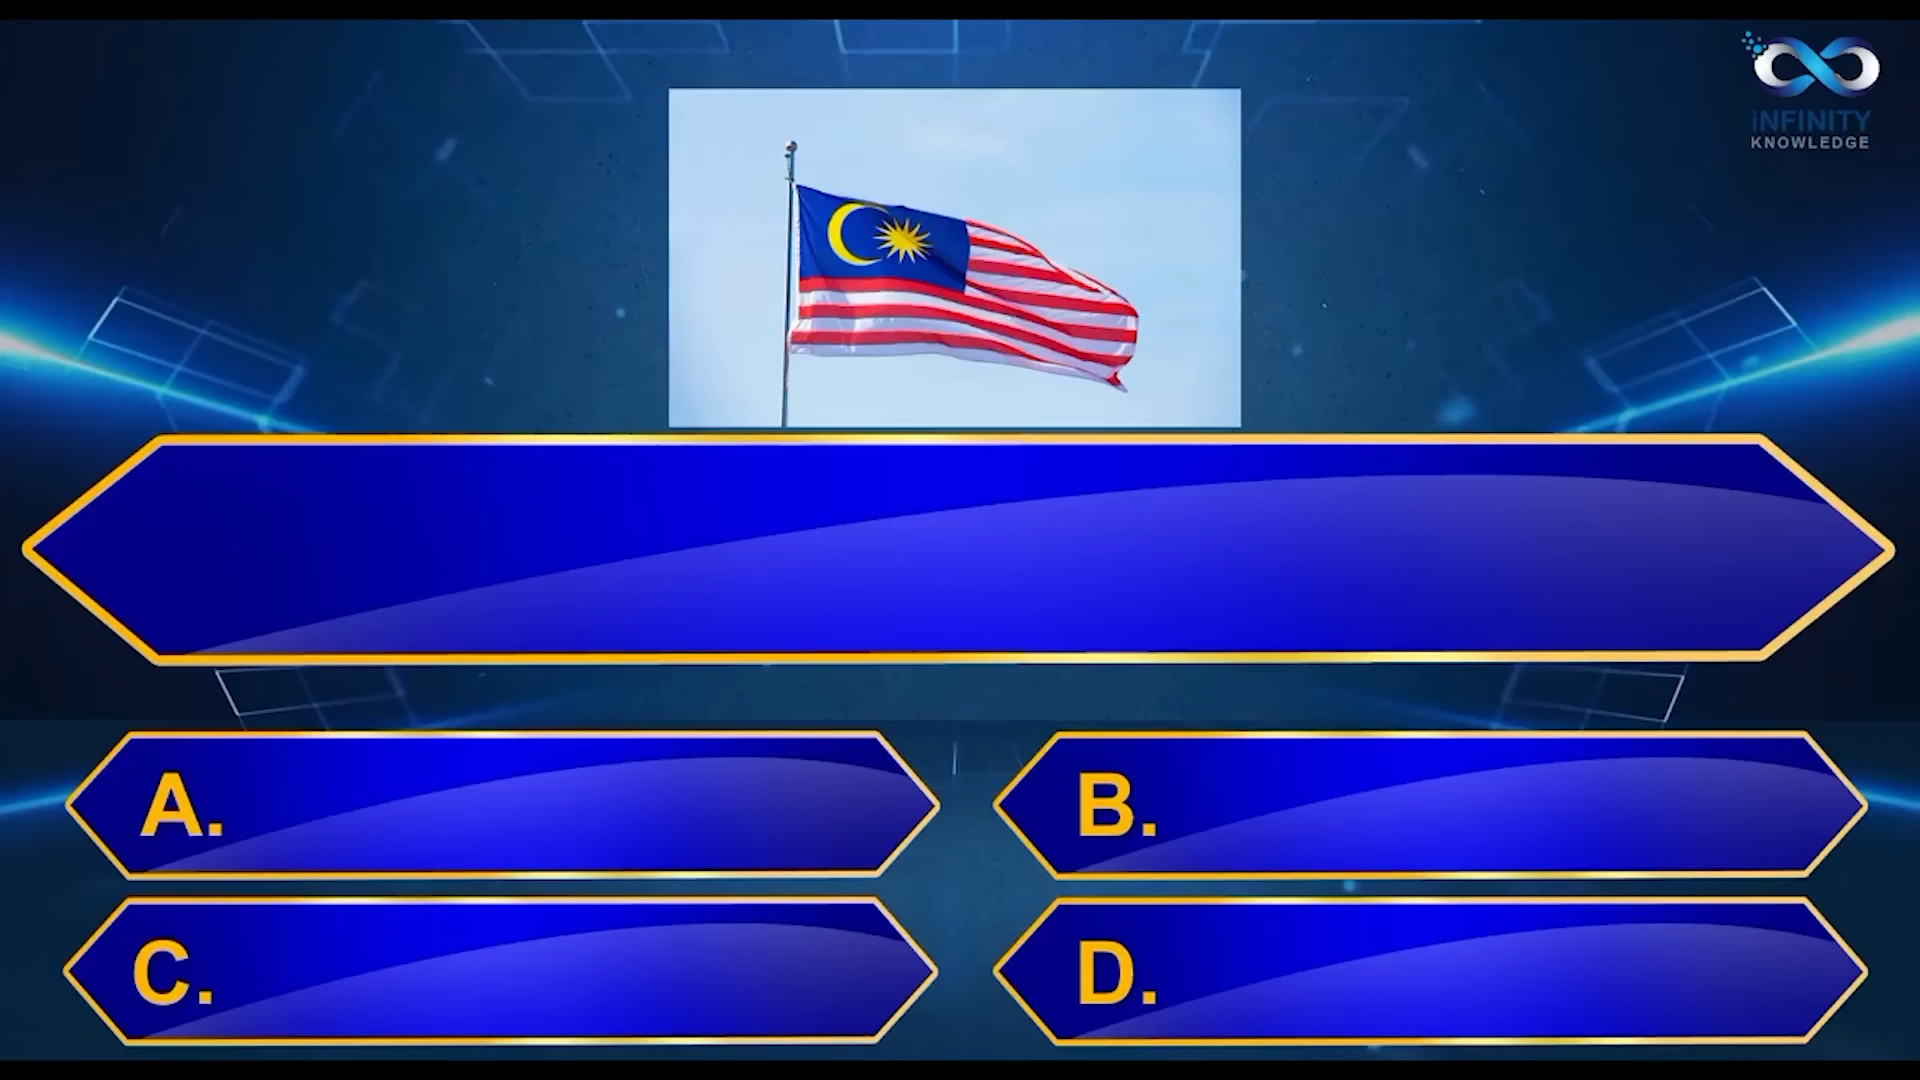 iNFINITY
KNOWLEDGE
A.
B.
C.
D.